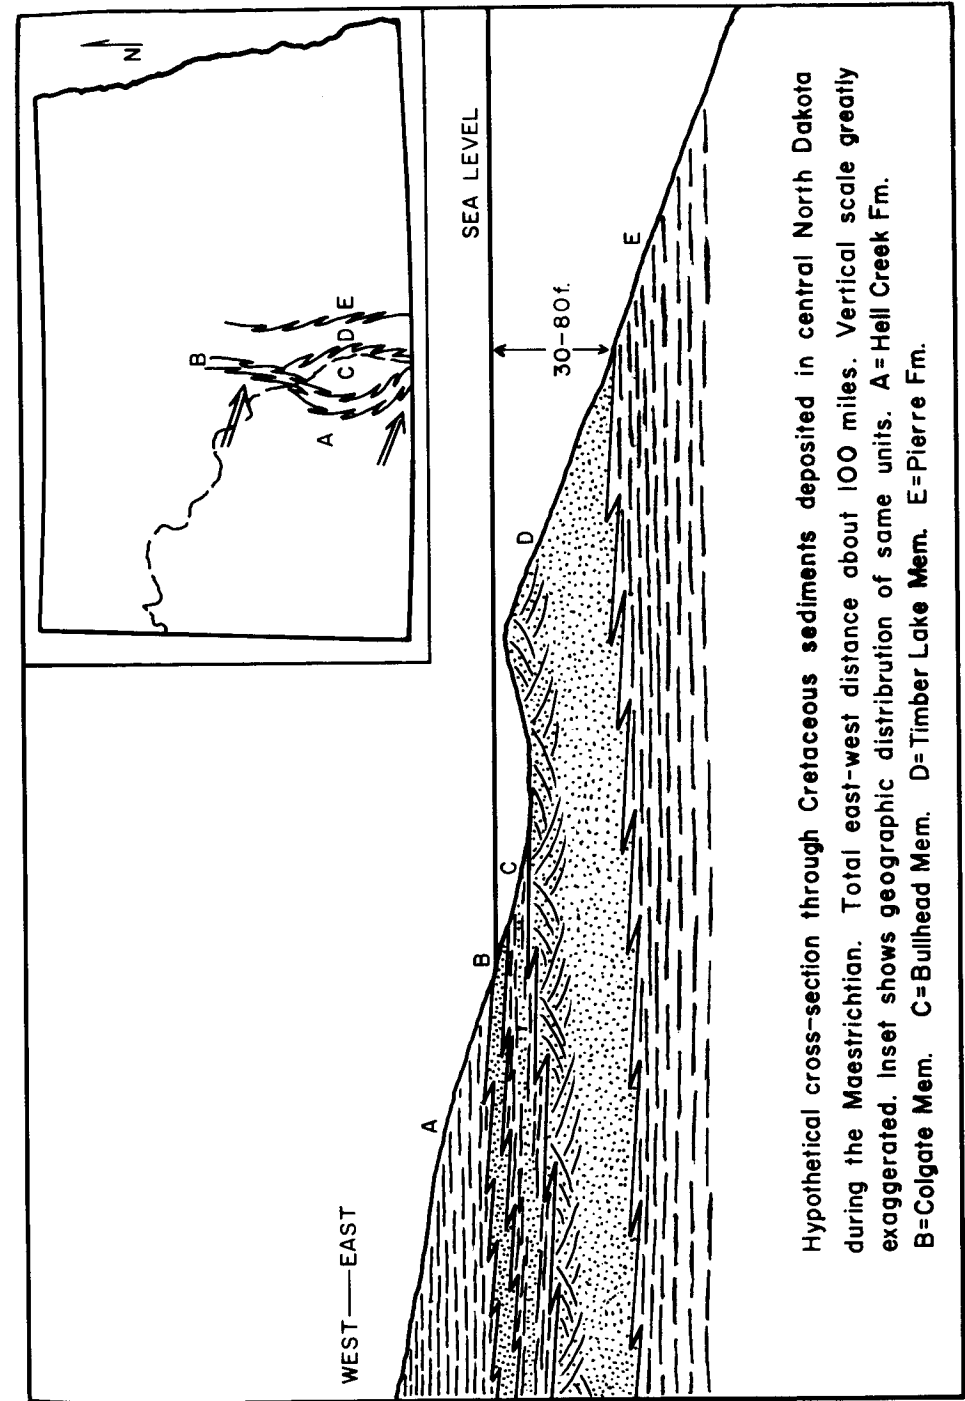 N
B
E
D
C
A
SEA LEVEL
WEST—EAST
A
B
C
D
30-80f.
E
Hypothetical cross-section through Cretaceous sediments deposited in central North Dakota
during the Maestrichtian. Total east-west distance about 100 miles. Vertical scale greatly
exaggerated. Inset shows geographic distribrution of same units. A=Hell Creek Fm.
B=Colgate Mem. C=Bullhead Mem. D=Timber Lake Mem. E=Pierre Fm.